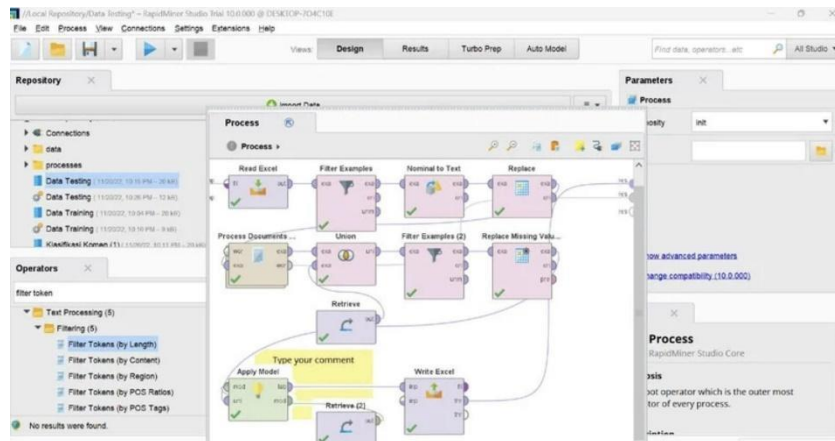 //Local Repository/Data Testing* – RapidMiner Studio Trial 10.0.000 @ DESKTOP-7O4C10E
File Edit Process View Connections Settings Extensions Help
Views: Design Results Turbo Prep Auto Model
Find data, operators...etc
All Studio
Repository
Import Data
Connections
data
processes
Data Testing
Data Testing
Data Training
Data Training
Klasifikasi Komen (1)
Operators
filter token
Text Processing (5)
Filtering (5)
Filter Tokens (by Length)
Filter Tokens (by Content)
Filter Tokens (by Region)
Filter Tokens (by POS Ratios)
Filter Tokens (by POS Tags)
No results were found.
Process
Process
Read Excel
Filter Examples
Nominal to Text
Replace
Process Documents ...
Union
Filter Examples (2)
Replace Missing Valu...
Retrieve
Type your comment
Apply Model
Write Excel
Retrieve (2)
Parameters
Process
osity
init
ow advanced parameters
hange compatibility (10.0.000)
Process
RapidMiner Studio Core
osis
oot operator which is the outer most
tor of every process.